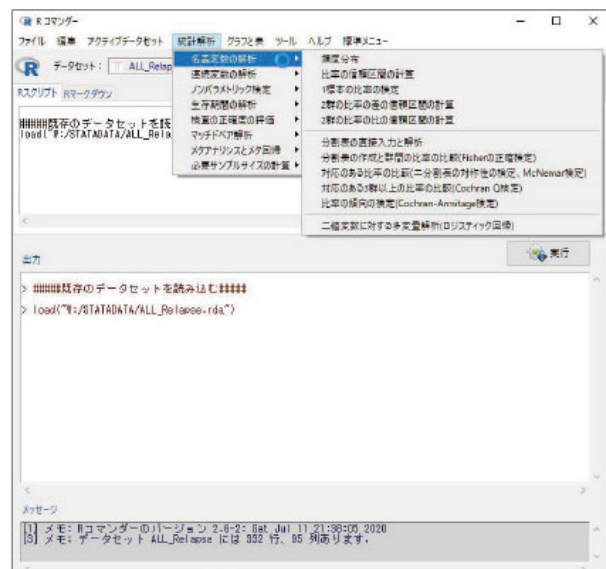 R コマンダー
ファイル 編集 アクティブデータセット 統計解析 グラフと表 ツール ヘルプ 標準メニュー
データセット: ALL_Relap
名義変数の解析
連続変数の解析
ノンパラメトリック検定
生存期間の解析
検査の正確度の評価
マッチドペア解析
メタアナリシスとメタ回帰
必要サンプルサイズの計算
頻度分布
比率の信頼区間の計算
1標本の比率の検定
2群の比率の差の信頼区間の計算
2群の比率の比の信頼区間の計算
分割表の直接入力と解析
分割表の作成と群間の比率の比較(Fisherの正確検定)
対応のある比率の比較(二分割表の対称性の検定、McNemar検定)
対応のある3群以上の比率の比較(Cochran Q検定)
比率の傾向の検定(Cochran-Armitage検定)
二値変数に対する多変量解析(ロジスティック回帰)
Rスクリプト Rマークダウン
#####既存のデータセットを読
load("W:/STATADATA/ALL_Rela
実行
出力
> #####既存のデータセットを読み込む#####
> load("W:/STATADATA/ALL_Relapse.rda")
メッセージ
[1] メモ: Rコマンダーのバージョン 2.6-2: Sat Jul 11 21:38:05 2020
[3] メモ: データセット ALL_Relapse には 332 行、35 列あります.